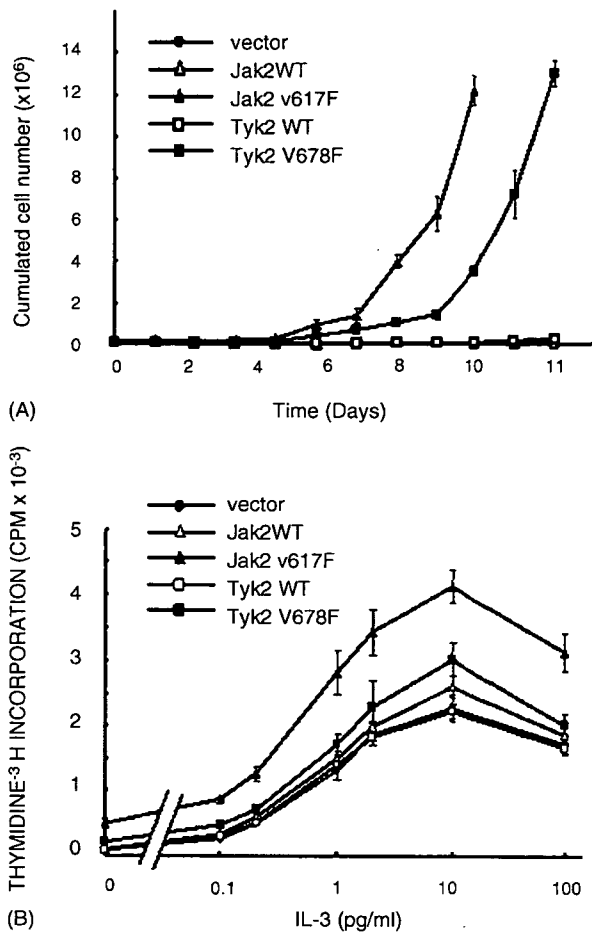 Cumulated cell number (x10⁶)
14
12
10
8
6
4
2
0
vector
Jak2WT
Jak2 v617F
Tyk2 WT
Tyk2 V678F
0 2 4 6 8 10 11
Time (Days)
(A)
THYMIDINE-³ H INCORPORATION (CPM x 10⁻³)
5
4
3
2
1
0
vector
Jak2WT
Jak2 v617F
Tyk2 WT
Tyk2 V678F
0 0.1 1 10 100
IL-3 (pg/ml)
(B)